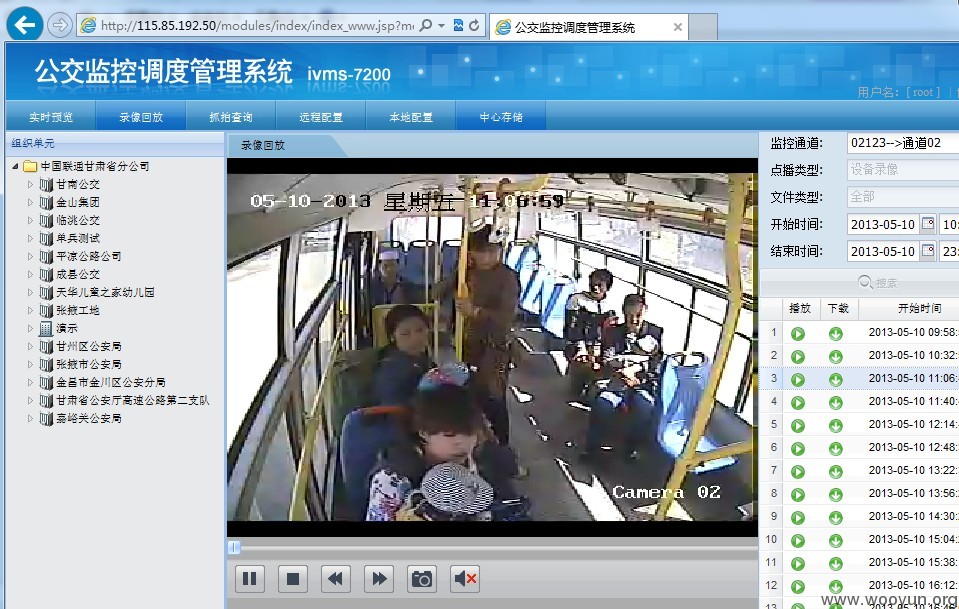 http://115.85.192.50/modules/index/index_www.jsp?m
公交监控调度管理系统
公交监控调度管理系统 ivms-7200
用户名: [ root ]
实时预览 录像回放 抓拍查询 远程配置 本地配置 中心存储
组织单元
中国联通甘肃省分公司
甘南公交
金山集团
临洮公交
单兵测试
平凉公路公司
成县公交
天华儿童之家幼儿园
张掖工地
演示
甘州区公安局
张掖市公安局
金昌市金川区公安分局
甘肃省公安厅高速公路第二支队
嘉峪关公安局
录像回放
05-10-2013 星期五 11:06:59
Camera 02
监控通道: 02123-->通道02
点播类型: 设备录像
文件类型: 全部
开始时间: 2013-05-10 10:
结束时间: 2013-05-10 23:
搜索
播放 下载 开始时间
1 2013-05-10 09:58:
2 2013-05-10 10:32:
3 2013-05-10 11:06:
4 2013-05-10 11:40:
5 2013-05-10 12:14:
6 2013-05-10 12:48:
7 2013-05-10 13:22:
8 2013-05-10 13:56:
9 2013-05-10 14:30:
10 2013-05-10 15:04:
11 2013-05-10 15:38:
12 2013-05-10 16:12:
13
www.wooyun.org